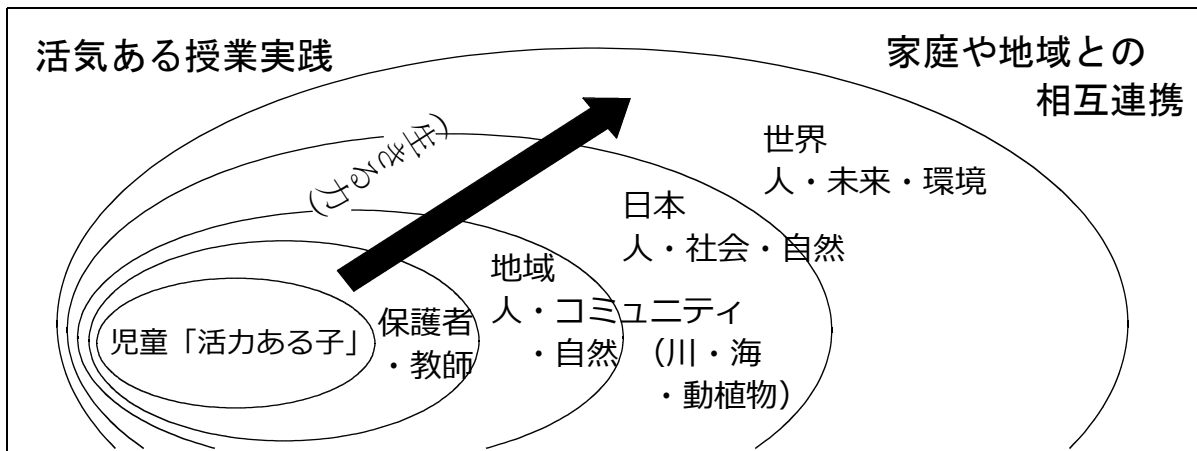 活気ある授業実践
家庭や地域との
相互連携
(生きる力)
世界
人・未来・環境
日本
人・社会・自然
地域
人・コミュニティ
・自然　(川・海
・動植物)
保護者
・教師
児童「活力ある子」